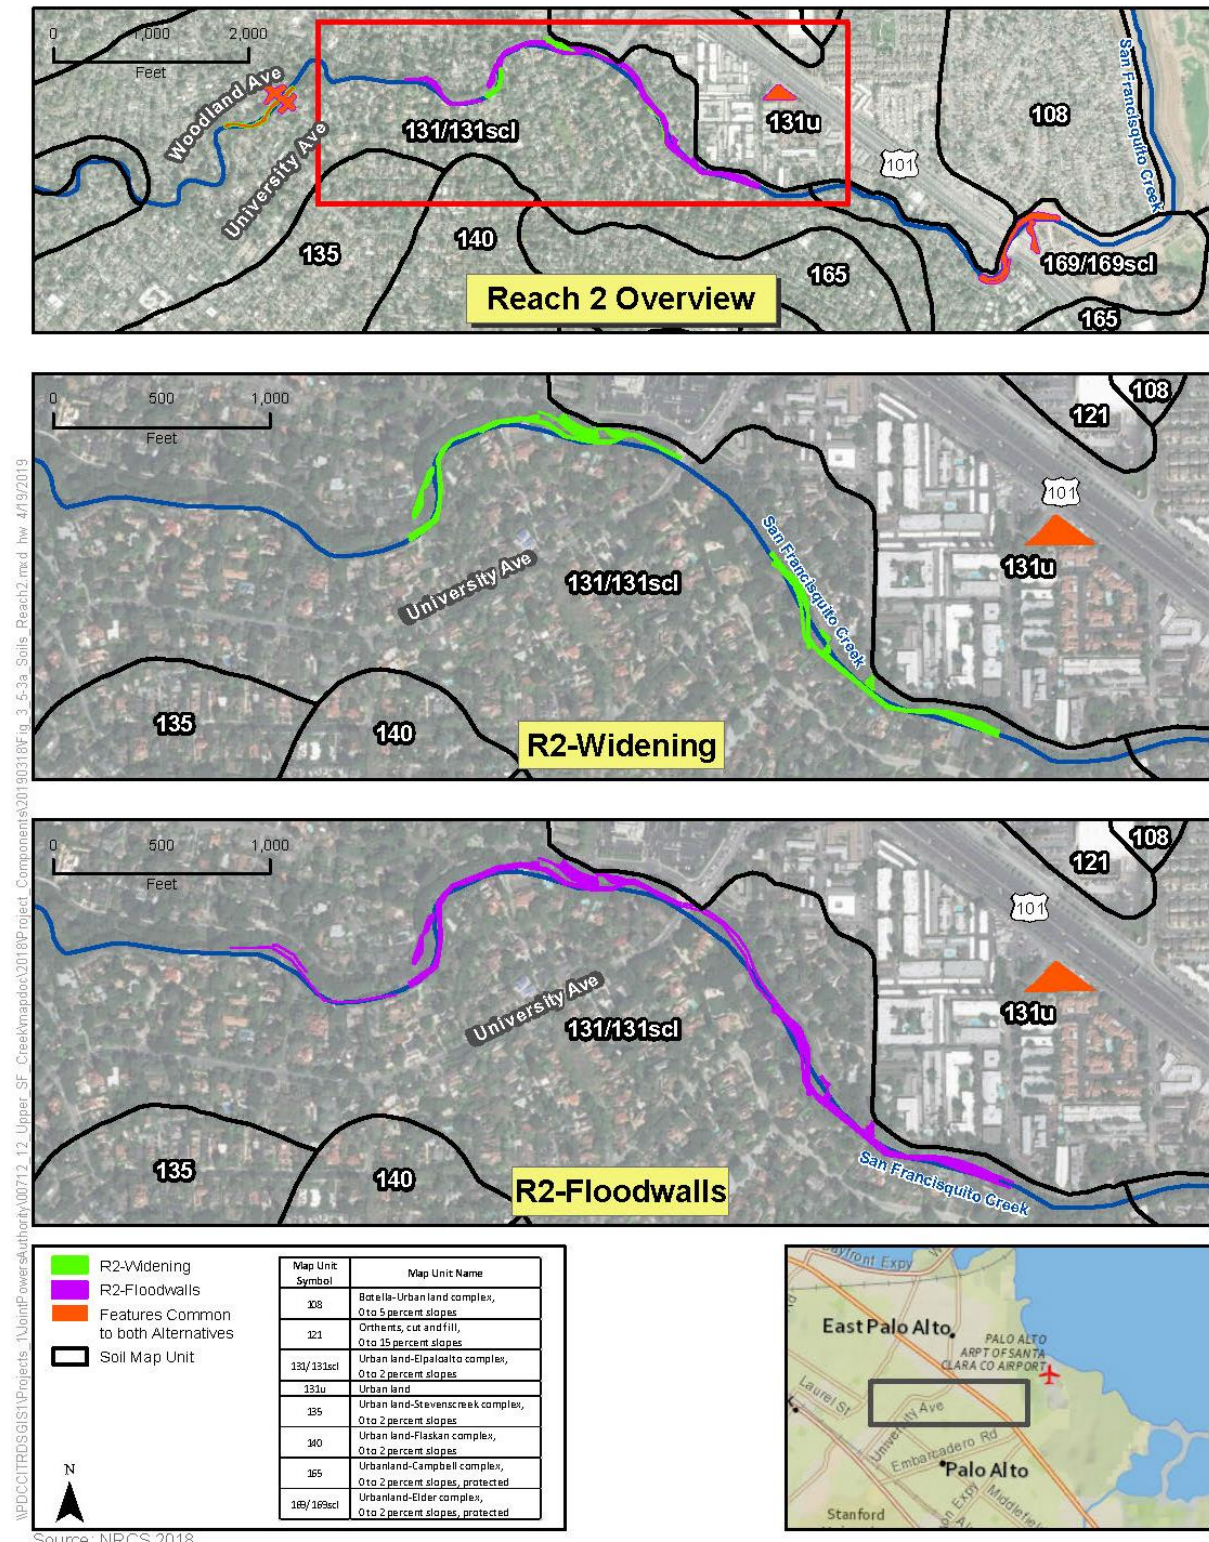 0 1,000 2,000
Feet
Woodland Ave
University Ave
131/131scl
131u
101
108
San Francisquito Creek
135
140
165
169/169scl
165
Reach 2 Overview
0 500 1,000
Feet
108
121
101
131u
San Francisquito Creek
University Ave
131/131scl
135
140
R2-Widening
0 500 1,000
Feet
108
121
101
131u
University Ave
131/131scl
San Francisquito Creek
135
140
R2-Floodwalls
R2-Widening
R2-Floodwalls
Features Common
to both Alternatives
Soil Map Unit
N
Map Unit
Symbol
Map Unit Name
108
Botella-Urban land complex,
0 to 5 percent slopes
121
Orthents, cut and fill,
0 to 15 percent slopes
131/131scl
Urban land-Elpaloalto complex,
0 to 2 percent slopes
131u
Urban land
135
Urban land-Stevenscreek complex,
0 to 2 percent slopes
140
Urban land-Flaskan complex,
0 to 2 percent slopes
165
Urbanland-Campbell complex,
0 to 2 percent slopes, protected
169/169scl
Urbanland-Elder complex,
0 to 2 percent slopes, protected
Bayfront Expy
East Palo Alto
PALO ALTO
ARPT OF SANTA
CLARA CO AIRPORT
Laurel St
University Ave
Embarcadero Rd
Palo Alto
Middlefield
Expy
Stanford
Source: NRCS 2018